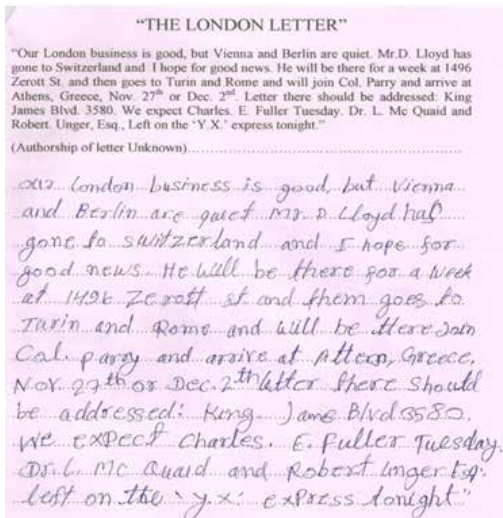 "THE LONDON LETTER"
"Our London business is good, but Vienna and Berlin are quiet. Mr.D. Lloyd has
gone to Switzerland and I hope for good news. He will be there for a week at 1496
Zerott St. and then goes to Turin and Rome and will join Col. Parry and arrive at
Athens, Greece, Nov. 27th or Dec. 2nd. Letter there should be addressed: King
James Blvd. 3580. We expect Charles. E. Fuller Tuesday. Dr. L. Mc Quaid and
Robert. Unger, Esq., Left on the 'Y.X.' express tonight."
(Authorship of letter Unknown)
our London business is good, but Vienna
and Berlin are quiet Mr. D. Lloyd has
gone to switzerland and I hope for
good news. He will be there for a week
at 1496 Zerott st and them goes to
Turin and Rome and will be there Join
Col. parry and arrive at Attern, Greece,
Nov. 27th or Dec. 2th latter there should
be addressed: King. Jame Blvd 3580.
We expect charles. E. Fuller Tuesday.
Dr. L. Mc Quaid and Robert Unger Esq.
left on the 'y.x: exPress tonight"